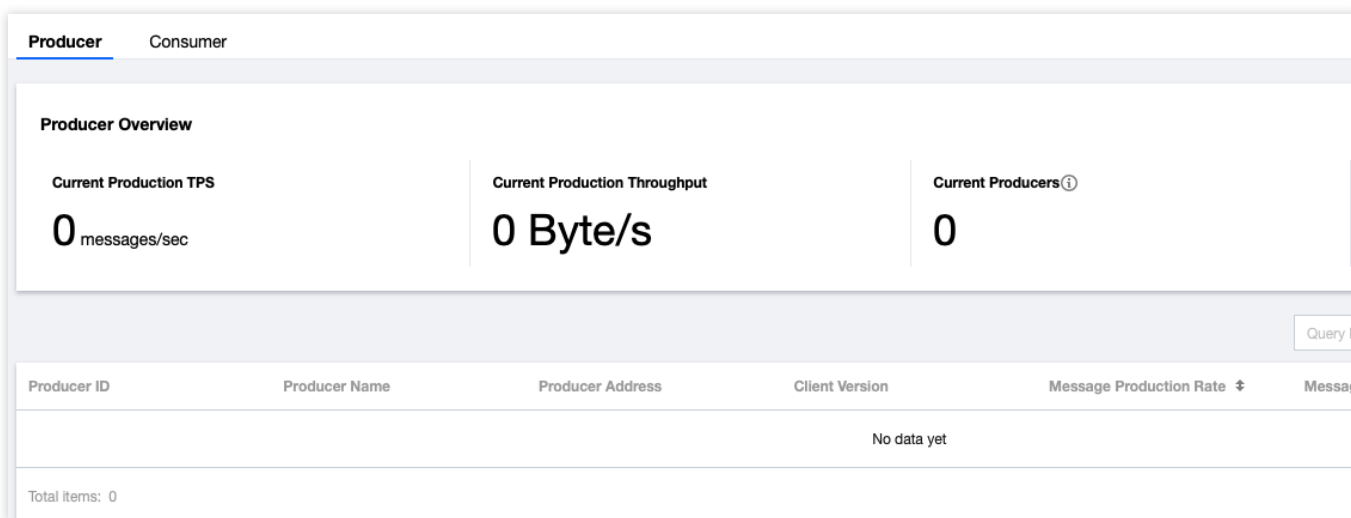 Producer Consumer
Producer Overview
Current Production TPS Current Production Throughput Current Producers
0 messages/sec 0 Byte/s 0
Query
Producer ID Producer Name Producer Address Client Version Message Production Rate
No data yet
Total items: 0